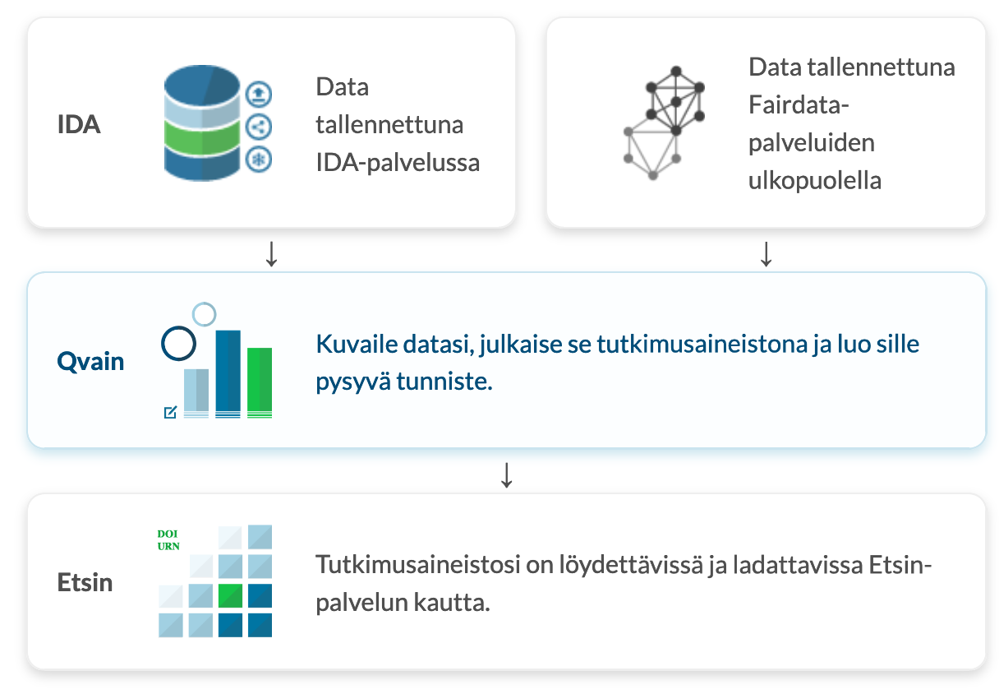 IDA
Data
tallennettuna
IDA-palvelussa
Data tallennettuna
Fairdata-
palveluiden
ulkopuolella
↓
↓
Qvain
Kuvaile datasi, julkaise se tutkimusaineistona ja luo sille
pysyvä tunniste.
↓
Etsin
DOI
URN
Tutkimusaineistosi on löydettävissä ja ladattavissa Etsin-
palvelun kautta.